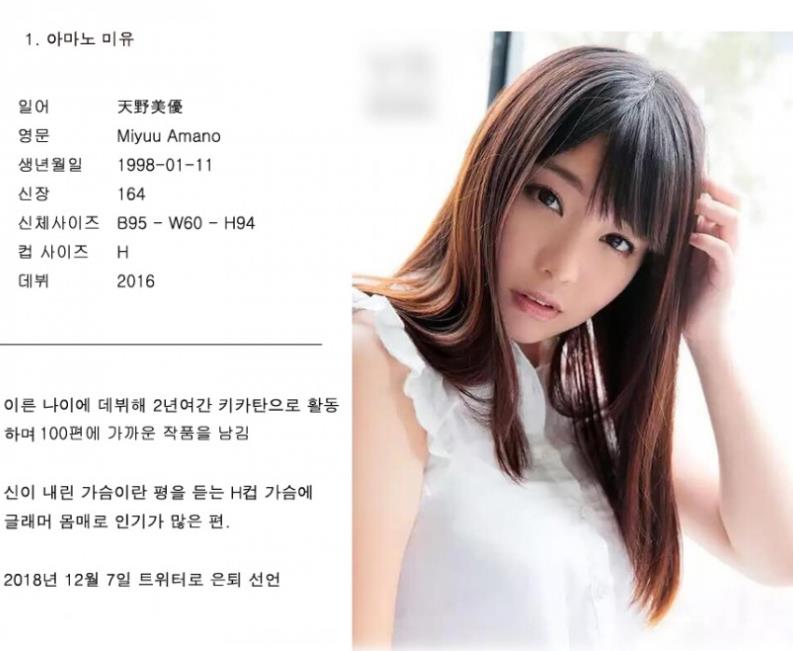 1. 아마노 미유
일어 天野美優
영문 Miyuu Amano
생년월일 1998-01-11
신장 164
신체사이즈 B95 - W60 - H94
컵 사이즈 H
데뷔 2016
이른 나이에 데뷔해 2년여간 키카탄으로 활동
하며 100편에 가까운 작품을 남김
신이 내린 가슴이란 평을 듣는 H컵 가슴에
글래머 몸매로 인기가 많은 편.
2018년 12월 7일 트위터로 은퇴 선언